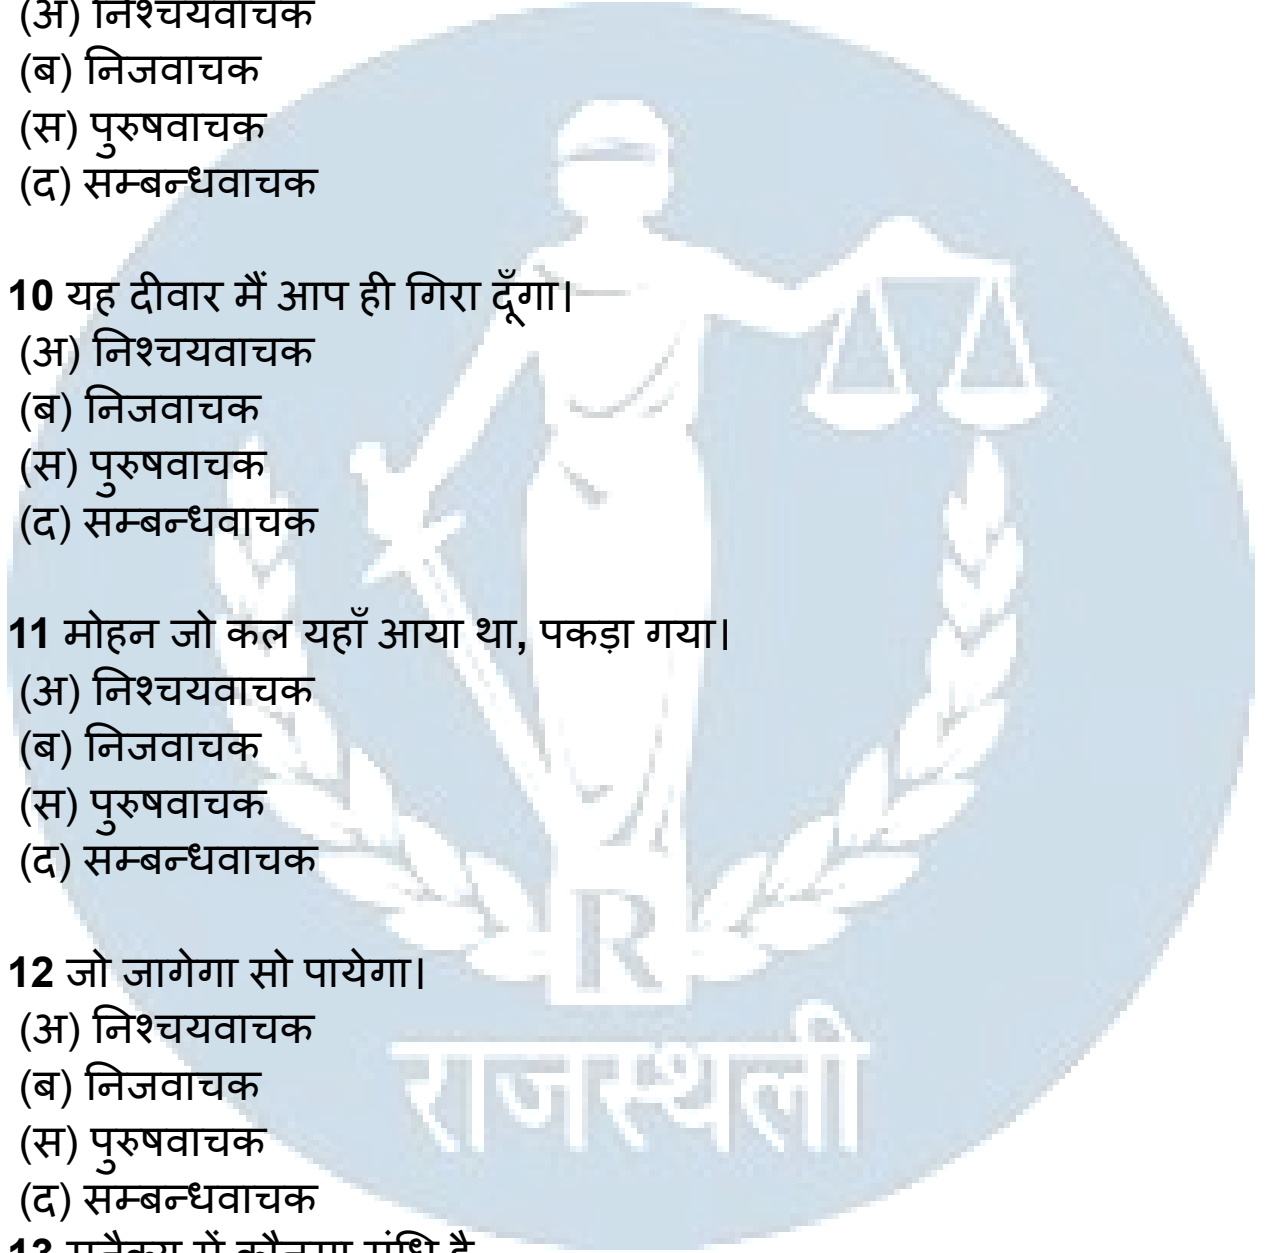 (अ) निश्चयवाचक
(ब) निजवाचक
(स) पुरुषवाचक
(द) सम्बन्धवाचक
10 यह दीवार मैं आप ही गिरा दूँगा।
(अ) निश्चयवाचक
(ब) निजवाचक
(स) पुरुषवाचक
(द) सम्बन्धवाचक
11 मोहन जो कल यहाँ आया था, पकड़ा गया।
(अ) निश्चयवाचक
(ब) निजवाचक
(स) पुरुषवाचक
(द) सम्बन्धवाचक
12 जो जागेगा सो पायेगा।
(अ) निश्चयवाचक
(ब) निजवाचक
(स) पुरुषवाचक
(द) सम्बन्धवाचक
13 में कौनसा संधि है
R
राजस्थली